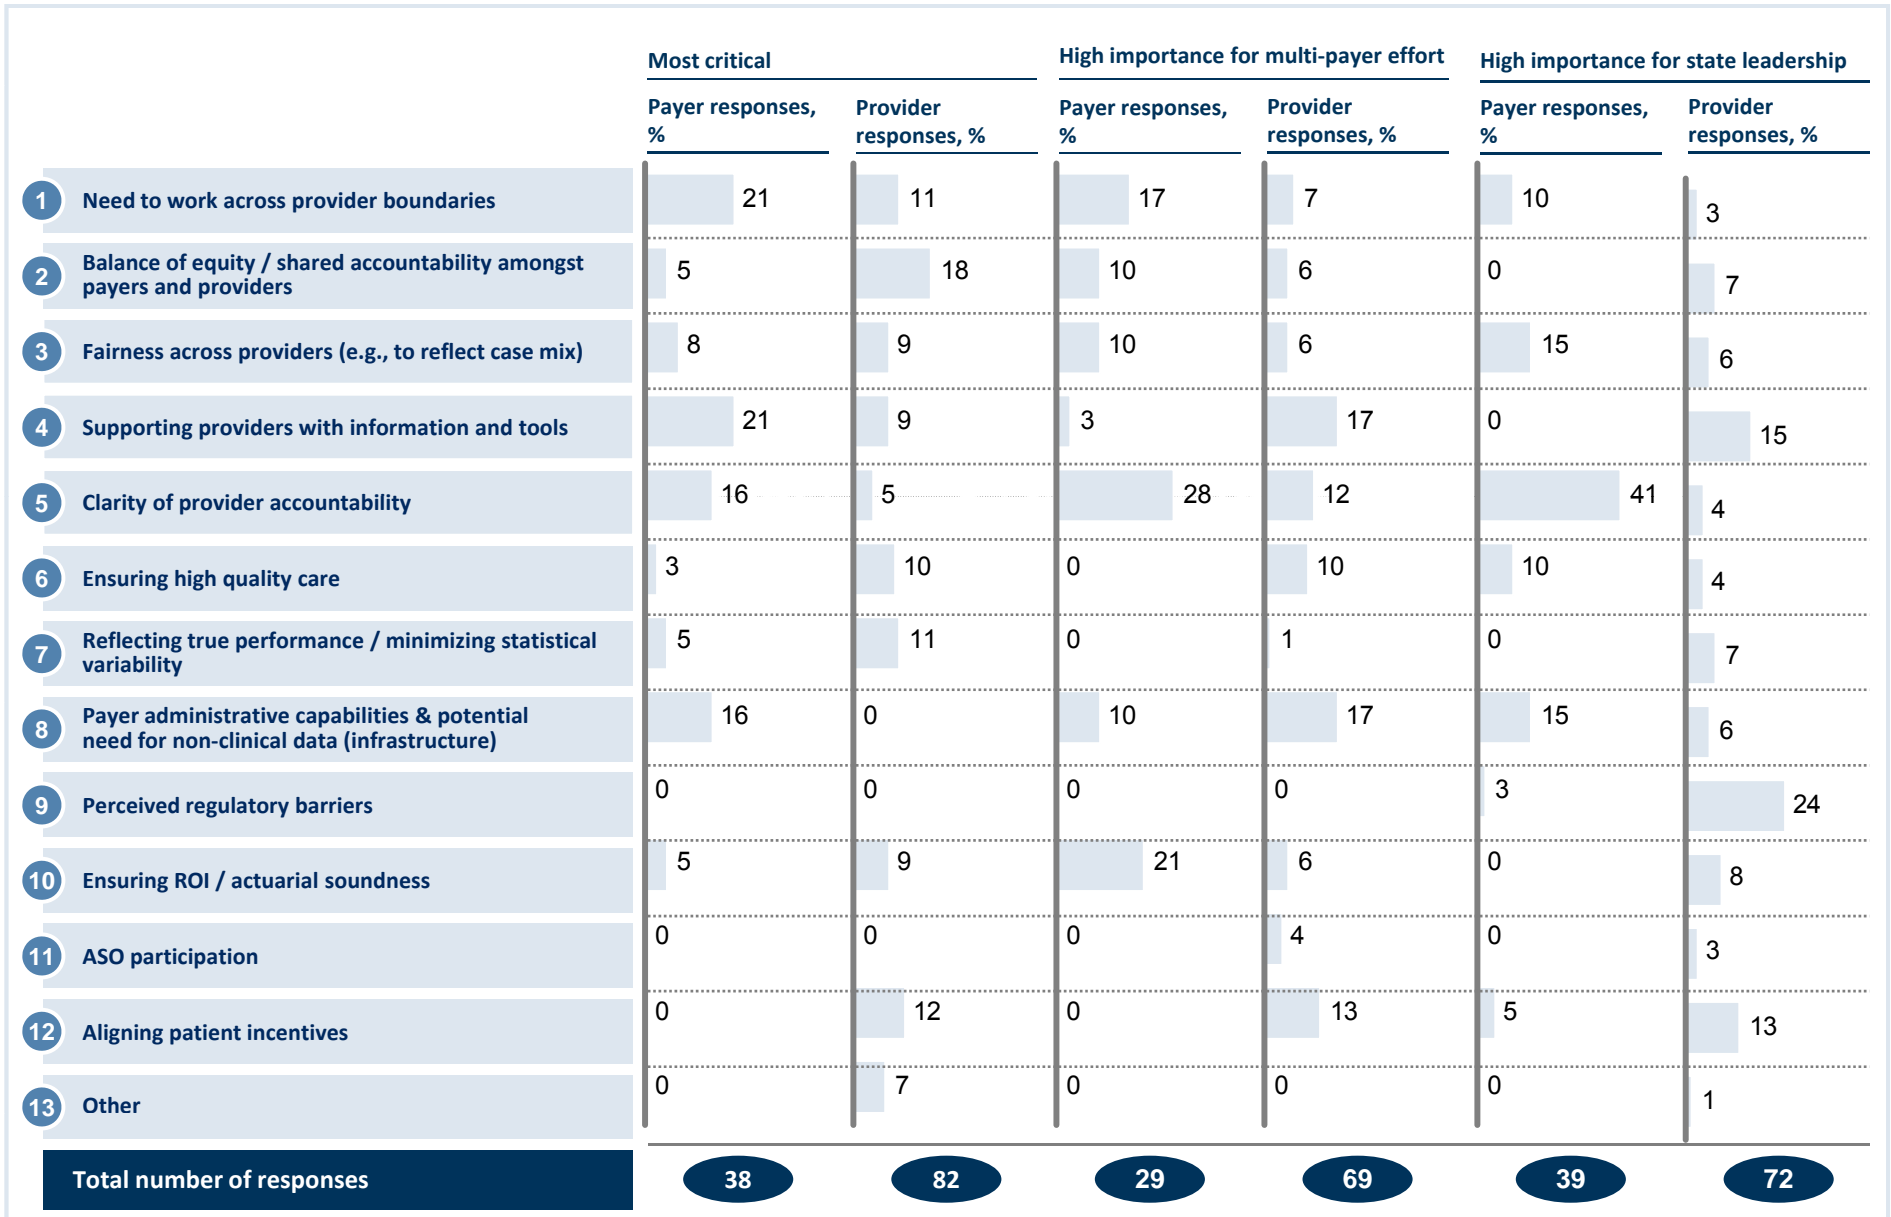 Most critical
High importance for multi-payer effort
High importance for state leadership
Payer responses, %
Provider responses, %
Payer responses, %
Provider responses, %
Payer responses, %
Provider responses, %
1 Need to work across provider boundaries 21 11 17 7 10 3
2 Balance of equity / shared accountability amongst
payers and providers 5 18 10 6 0 7
3 Fairness across providers (e.g., to reflect case mix) 8 9 10 6 15 6
4 Supporting providers with information and tools 21 9 3 17 0 15
5 Clarity of provider accountability 16 5 28 12 41 4
6 Ensuring high quality care 3 10 0 10 10 4
7 Reflecting true performance / minimizing statistical
variability 5 11 0 1 0 7
8 Payer administrative capabilities & potential
need for non-clinical data (infrastructure) 16 0 10 17 15 6
9 Perceived regulatory barriers 0 0 0 0 3 24
10 Ensuring ROI / actuarial soundness 5 9 21 6 0 8
11 ASO participation 0 0 0 4 0 3
12 Aligning patient incentives 0 12 0 13 5 13
13 Other 0 7 0 0 0 1
Total number of responses 38 82 29 69 39 72